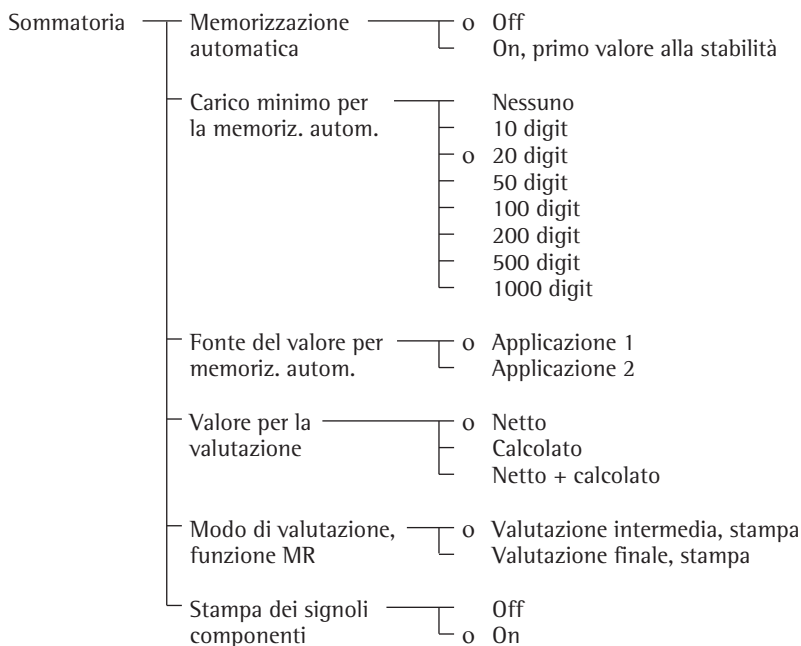 Sommatoria Memorizzazione o Off
automatica On, primo valore alla stabilità
Carico minimo per Nessuno
la memoriz. autom. 10 digit
o 20 digit
50 digit
100 digit
200 digit
500 digit
1000 digit
Fonte del valore per o Applicazione 1
memoriz. autom. Applicazione 2
Valore per la o Netto
valutazione Calcolato
Netto + calcolato
Modo di valutazione, o Valutazione intermedia, stampa
funzione MR Valutazione finale, stampa
Stampa dei signoli Off
componenti o On